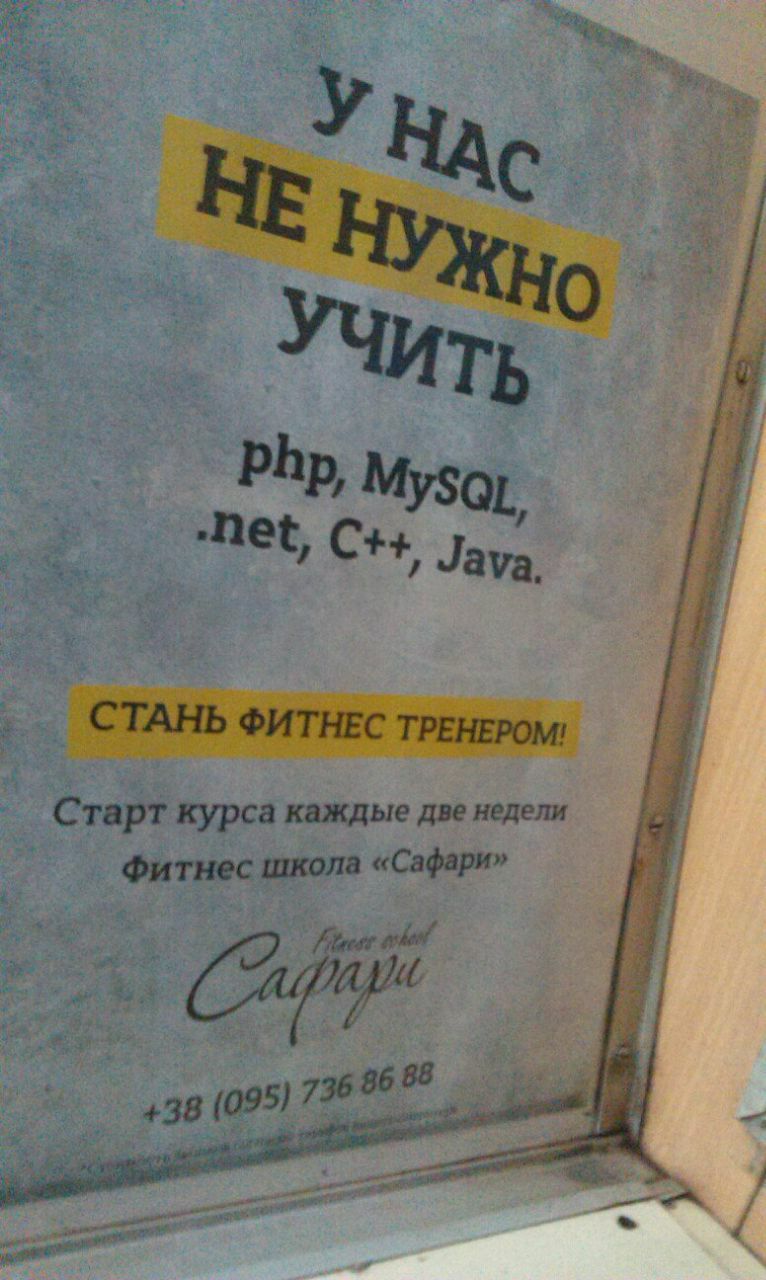 У НАС
НЕ НУЖНО
УЧИТЬ
php, MySQL,
.net, C++, Java.
СТАНЬ ФИТНЕС ТРЕНЕРОМ!
Старт курса каждые две недели
Фитнес школа «Сафари»
Fitness school
Сафари
+38 (095) 736 86 88